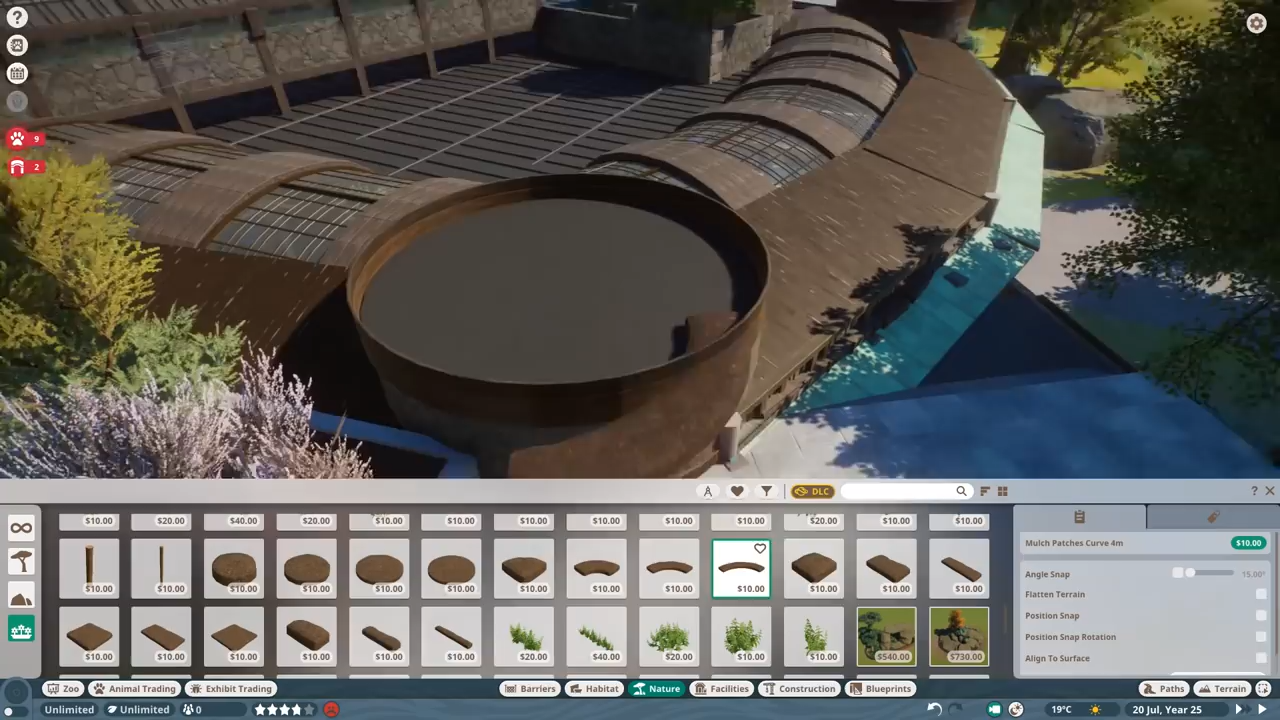 ?
9
2
DLC
? ×
$10.00 $20.00 $40.00 $20.00 $10.00 $10.00 $10.00 $10.00 $10.00 $10.00 $20.00 $10.00 $10.00
$10.00 $10.00 $10.00 $10.00 $10.00 $10.00 $10.00 $10.00 $10.00 $10.00 $10.00 $10.00 $10.00
$10.00 $10.00 $10.00 $10.00 $10.00 $10.00 $20.00 $40.00 $20.00 $10.00 $10.00 $540.00 $730.00
Mulch Patches Curve 4m $10.00
Angle Snap 15.00°
Flatten Terrain
Position Snap
Position Snap Rotation
Align To Surface
Zoo Animal Trading Exhibit Trading Barriers Habitat Nature Facilities Construction Blueprints Paths Terrain
Unlimited Unlimited 0 19°C 20 Jul, Year 25